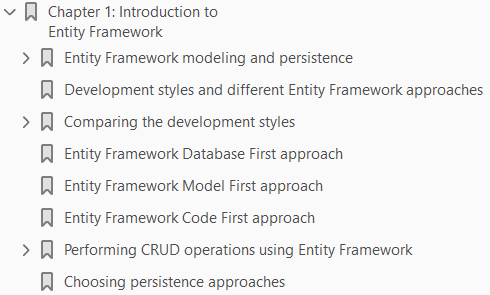 Chapter 1: Introduction to
Entity Framework
Entity Framework modeling and persistence
Development styles and different Entity Framework approaches
Comparing the development styles
Entity Framework Database First approach
Entity Framework Model First approach
Entity Framework Code First approach
Performing CRUD operations using Entity Framework
Choosing persistence approaches